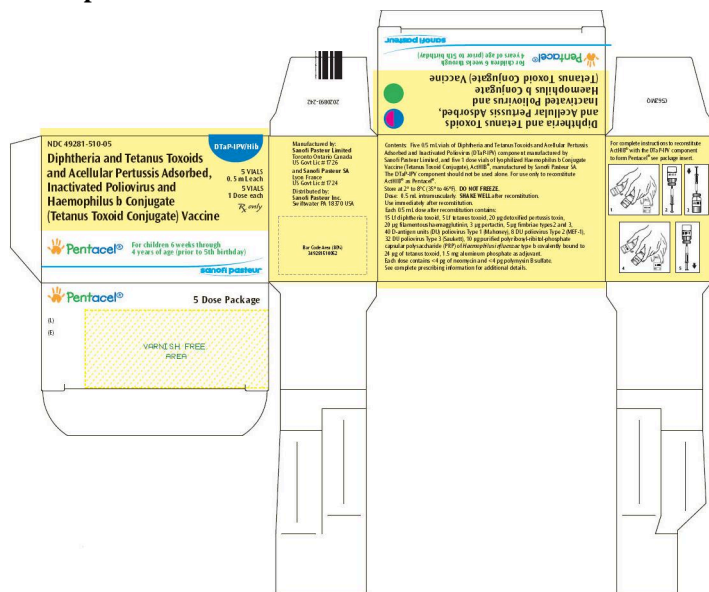 NDC 49281-510-05
DTaP-IPV/Hib
Diphtheria and Tetanus Toxoids
and Acellular Pertussis Adsorbed,
Inactivated Poliovirus and
Haemophilus b Conjugate
(Tetanus Toxoid Conjugate) Vaccine
5 VIALS
0.5 mL each
5 VIALS
1 Dose each
Rx only
Pentacel®
For children 6 weeks through
4 years of age (prior to 5th birthday)
sanofi pasteur
Pentacel®
5 Dose Package
(L)
(E)
VARNISH FREE
AREA
Manufactured by:
Sanofi Pasteur Limited
Toronto Ontario Canada
US Govt Lic # 1726
and Sanofi Pasteur SA
Lyon France
US Govt Lic # 1724
Distributed by:
Sanofi Pasteur Inc.
Swiftwater PA 18370 USA
sanofi pasteur
4 years of age (prior to 5th birthday)
For children 6 weeks through
Pentacel®
(Tetanus Toxoid Conjugate) Vaccine
Haemophilus b Conjugate
Inactivated Poliovirus and
and Acellular Pertussis Adsorbed,
Diphtheria and Tetanus Toxoids
Contents: Five 0.5 mL vials of Diphtheria and Tetanus Toxoids and Acellular Pertussis
Adsorbed and Inactivated Poliovirus (DTaP-IPV) component manufactured by
Sanofi Pasteur Limited, and five 1 dose vials of lyophilized Haemophilus b Conjugate
Vaccine (Tetanus Toxoid Conjugate), ActHIB®, manufactured by Sanofi Pasteur SA.
The DTaP-IPV component should not be used alone. For use only to reconstitute
ActHIB® as Pentacel®.
Store at 2° to 8°C (35° to 46°F). DO NOT FREEZE.
Dose: 0.5 mL intramuscularly. SHAKE WELL after reconstitution.
Use immediately after reconstitution.
Each 0.5 mL dose after reconstitution contains:
15 Lf diphtheria toxoid, 5 Lf tetanus toxoid, 20 µg detoxified pertussis toxin,
20 µg filamentous haemagglutinin, 3 µg pertactin, 5 µg fimbriae types 2 and 3,
40 D-antigen units (DU) poliovirus Type 1 (Mahoney), 8 DU poliovirus Type 2 (MEF-1),
32 DU poliovirus Type 3 (Saukett), 10 µg purified polyribosyl-ribitol-phosphate
capsular polysaccharide (PRP) of Haemophilus influenzae type b covalently bound to
24 µg of tetanus toxoid, 1.5 mg aluminum phosphate as adjuvant.
Each dose contains <4 pg of neomycin and <4 pg polymyxin B sulfate.
See complete prescribing information for additional details.
For complete instructions to reconstitute
ActHIB® with the DTaP-IPV component
to form Pentacel® see package insert.
1
2
3
4
5